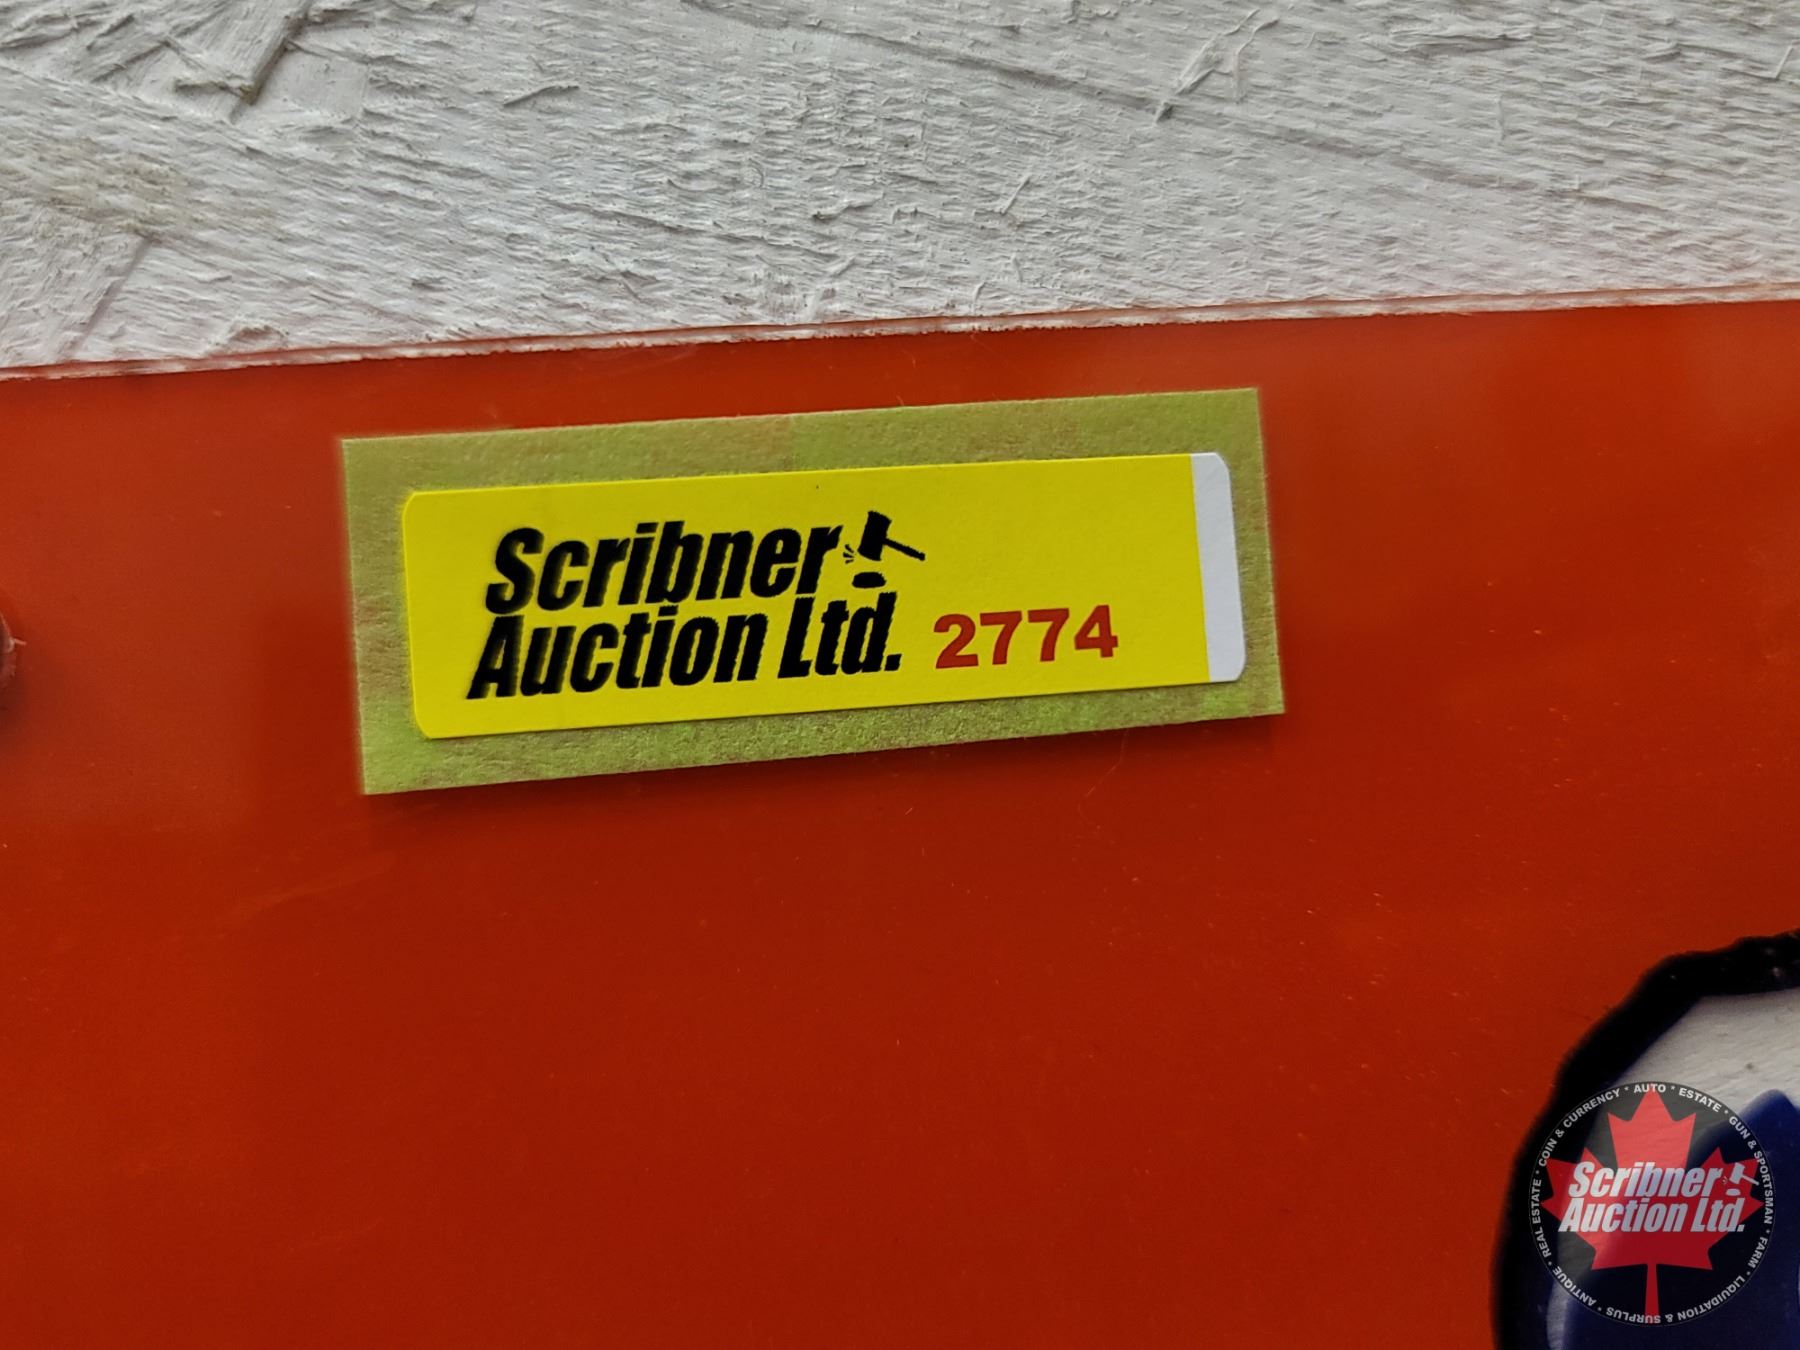 Scribner
Auction Ltd. 2774
COIN & CURRENCY * AUTO * ESTATE * GUN & SPORTSMAN * FARM * LIQUIDATION & SURPLUS * ANTIQUE * REAL ESTATE *
Scribner
Auction Ltd.